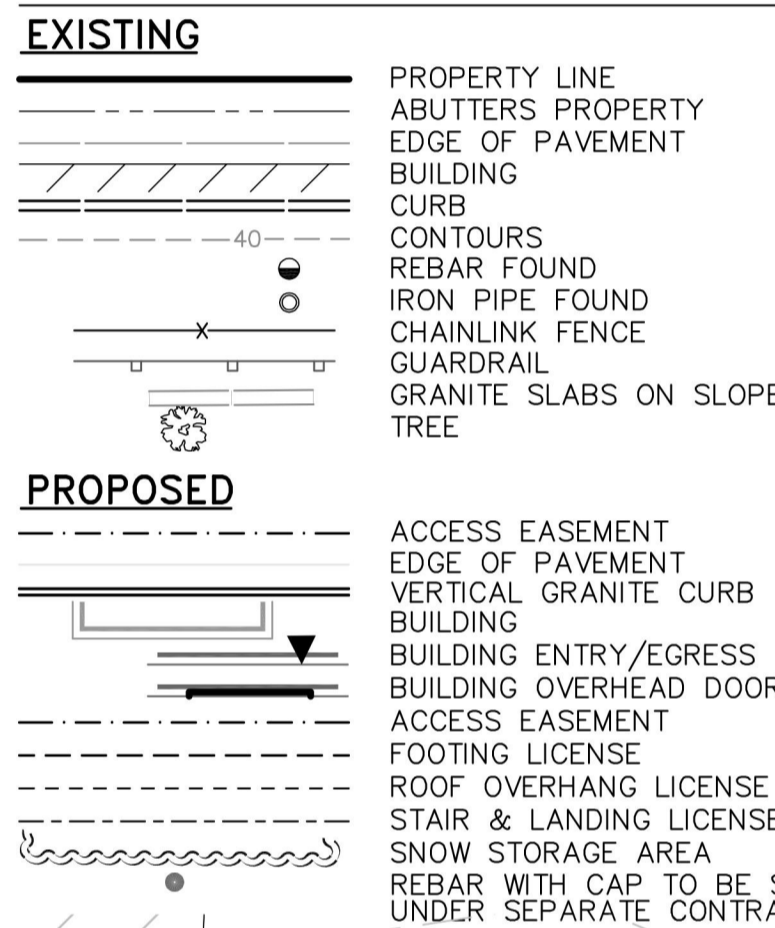 EXISTING
PROPERTY LINE
ABUTTERS PROPERTY
EDGE OF PAVEMENT
BUILDING
CURB
40
CONTOURS
REBAR FOUND
IRON PIPE FOUND
X
CHAINLINK FENCE
GUARDRAIL
GRANITE SLABS ON SLOPE
TREE
PROPOSED
ACCESS EASEMENT
EDGE OF PAVEMENT
VERTICAL GRANITE CURB
BUILDING
BUILDING ENTRY/EGRESS
BUILDING OVERHEAD DOOR
ACCESS EASEMENT
FOOTING LICENSE
ROOF OVERHANG LICENSE
STAIR & LANDING LICENSE
SNOW STORAGE AREA
REBAR WITH CAP TO BE
UNDER SEPARATE